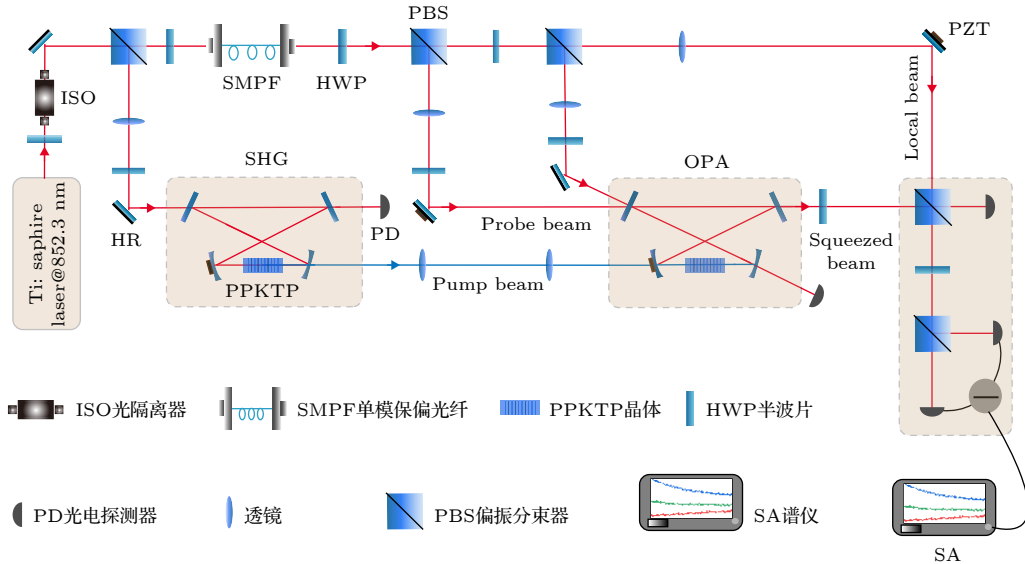 PBS
PZT
SMPF
HWP
ISO
Local beam
SHG
OPA
Ti: saphire
laser@852.3 nm
HR
PD
Probe beam
Squeezed
beam
PPKTP
Pump beam
ISO光隔离器
SMPF单模保偏光纤
PPKTP晶体
HWP半波片
PD光电探测器
透镜
PBS偏振分束器
SA谱仪
SA